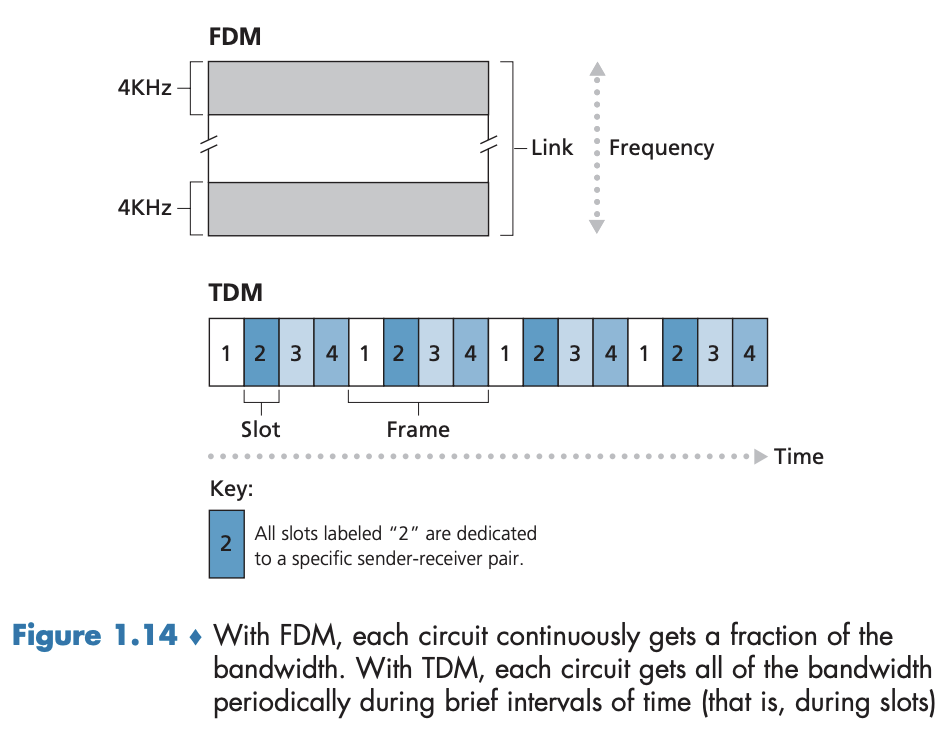 FDM
4KHz
Link
Frequency
4KHz
TDM
1 2 3 4 1 2 3 4 1 2 3 4 1 2 3 4
Slot
Frame
Time
Key:
2
All slots labeled “2” are dedicated
to a specific sender-receiver pair.
Figure 1.14 ♦ With FDM, each circuit continuously gets a fraction of the
bandwidth. With TDM, each circuit gets all of the bandwidth
periodically during brief intervals of time (that is, during slots)